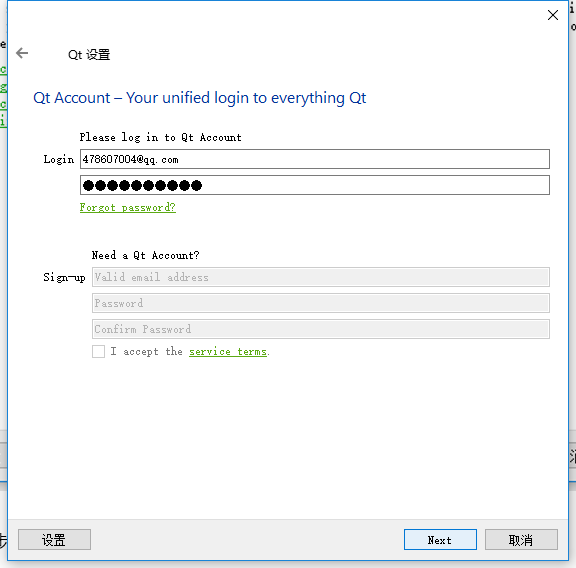 Qt 设置
Qt Account – Your unified login to everything Qt
Please log in to Qt Account
Login 478607004@qq.com
●●●●●●●●●●
Forgot password?
Need a Qt Account?
Sign-up Valid email address
Password
Confirm Password
I accept the service terms.
设置 Next 取消